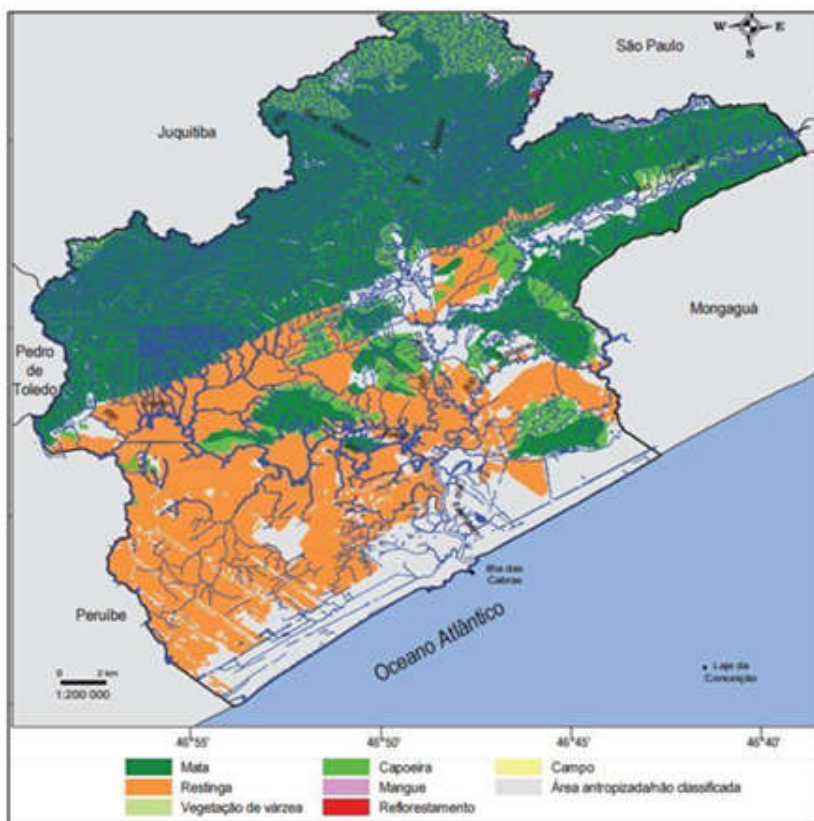 W E
S
São Paulo
Juquitiba
Mongaguá
Pedro
de
Toledo
Peruíbe
Ilha das
Cabras
Oceano Atlântico
Laje da
Conceição
0 2 km
1:200 000
46°55' 46°50' 46°45' 46°40'
Mata Capoeira Campo
Restinga Mangue Área antropizada/não classificada
Vegetação de várzea Reflorestamento